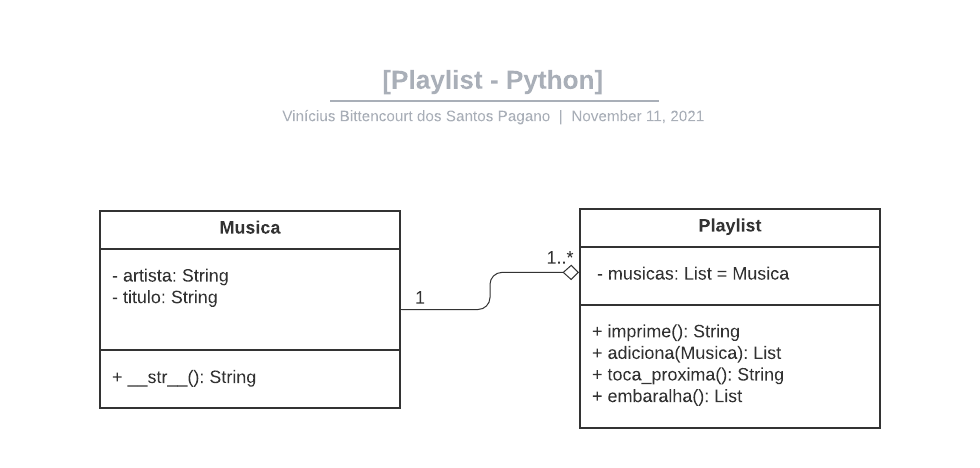 [Playlist - Python]
Vinícius Bittencourt dos Santos Pagano | November 11, 2021
Musica
- artista: String
- titulo: String
+ __str__(): String
1
1..*
Playlist
- musicas: List = Musica
+ imprime(): String
+ adiciona(Musica): List
+ toca_proxima(): String
+ embaralha(): List